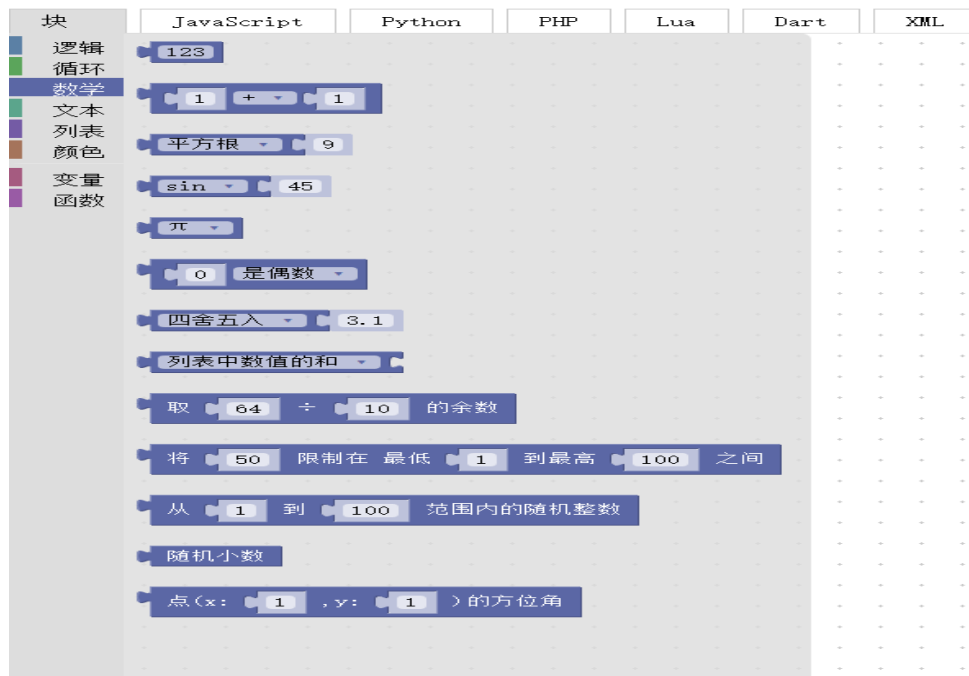 块 JavaScript Python PHP Lua Dart XML
逻辑
循环
数学
文本
列表
颜色
变量
函数
123
1 + 1
平方根 9
sin 45
π
0 是偶数
四舍五入 3.1
列表中数值的和
取 64 ÷ 10 的余数
将 50 限制在 最低 1 到最高 100 之间
从 1 到 100 范围内的随机整数
随机小数
点(x: 1 ,y: 1 )的方位角